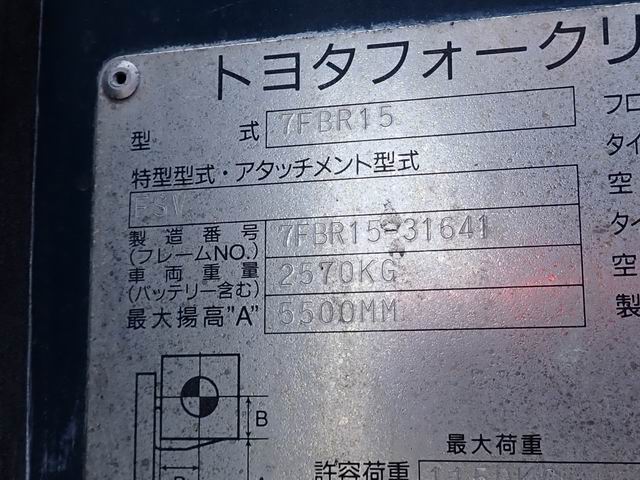 トヨタフォークリ
型式 7FBR15
特型型式・アタッチメント型式
FSV
製造番号 (フレームNO.) 7FBR15-31641
車両重量 (バッテリー含む) 2570KG
最大揚高"A" 5500MM
フロ
タイ
空
タイ
空
製
B
最大荷重
許容荷重